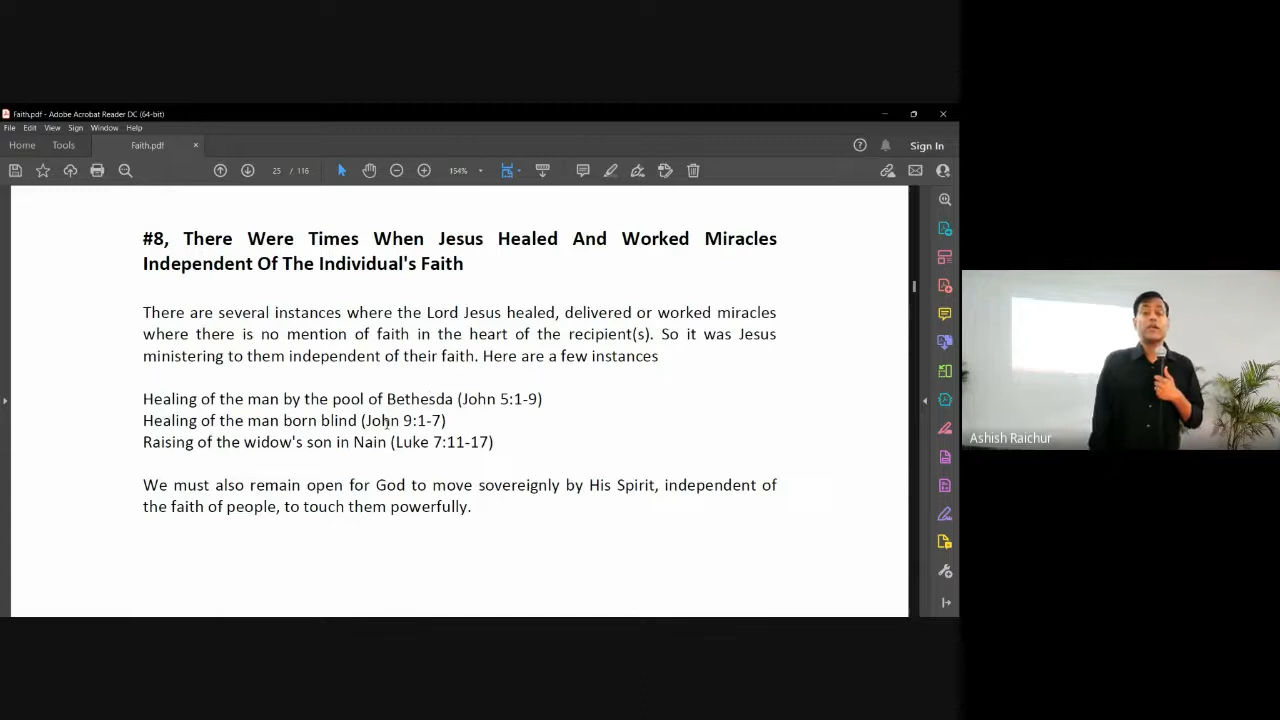 Faith.pdf - Adobe Acrobat Reader DC (64-bit)
File Edit View Sign Window Help
Home Tools Faith.pdf × Sign In
25 / 116 154%
#8, There Were Times When Jesus Healed And Worked Miracles
Independent Of The Individual's Faith
There are several instances where the Lord Jesus healed, delivered or worked miracles
where there is no mention of faith in the heart of the recipient(s). So it was Jesus
ministering to them independent of their faith. Here are a few instances
Healing of the man by the pool of Bethesda (John 5:1-9)
Healing of the man born blind (John 9:1-7)
Raising of the widow's son in Nain (Luke 7:11-17)
We must also remain open for God to move sovereignly by His Spirit, independent of
the faith of people, to touch them powerfully.
Ashish Raichur